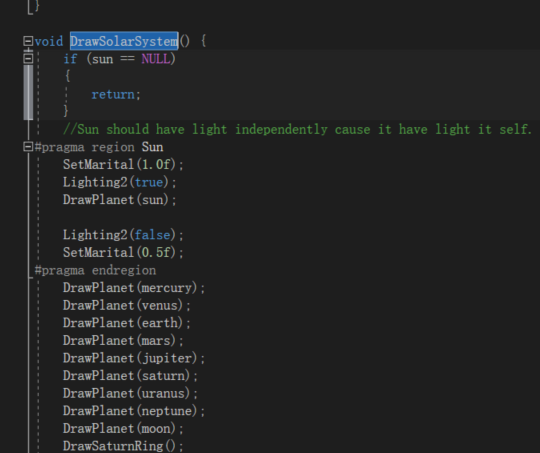 }
void DrawSolarSystem() {
if (sun == NULL)
{
return;
}
//Sun should have light independently cause it have light it self.
#pragma region Sun
SetMarital(1.0f);
Lighting2(true);
DrawPlanet(sun);
Lighting2(false);
SetMarital(0.5f);
#pragma endregion
DrawPlanet(mercury);
DrawPlanet(venus);
DrawPlanet(earth);
DrawPlanet(mars);
DrawPlanet(jupiter);
DrawPlanet(saturn);
DrawPlanet(uranus);
DrawPlanet(neptune);
DrawPlanet(moon);
DrawSaturnRing();